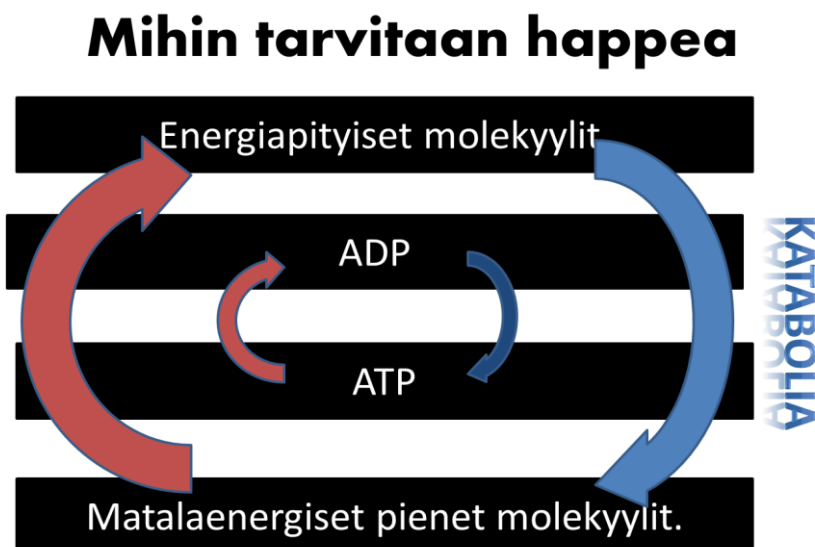 Mihin tarvitaan happea
Energiapityiset molekyylit
ADP
KATABOLIA
ATP
Matalaenergiset pienet molekyylit.